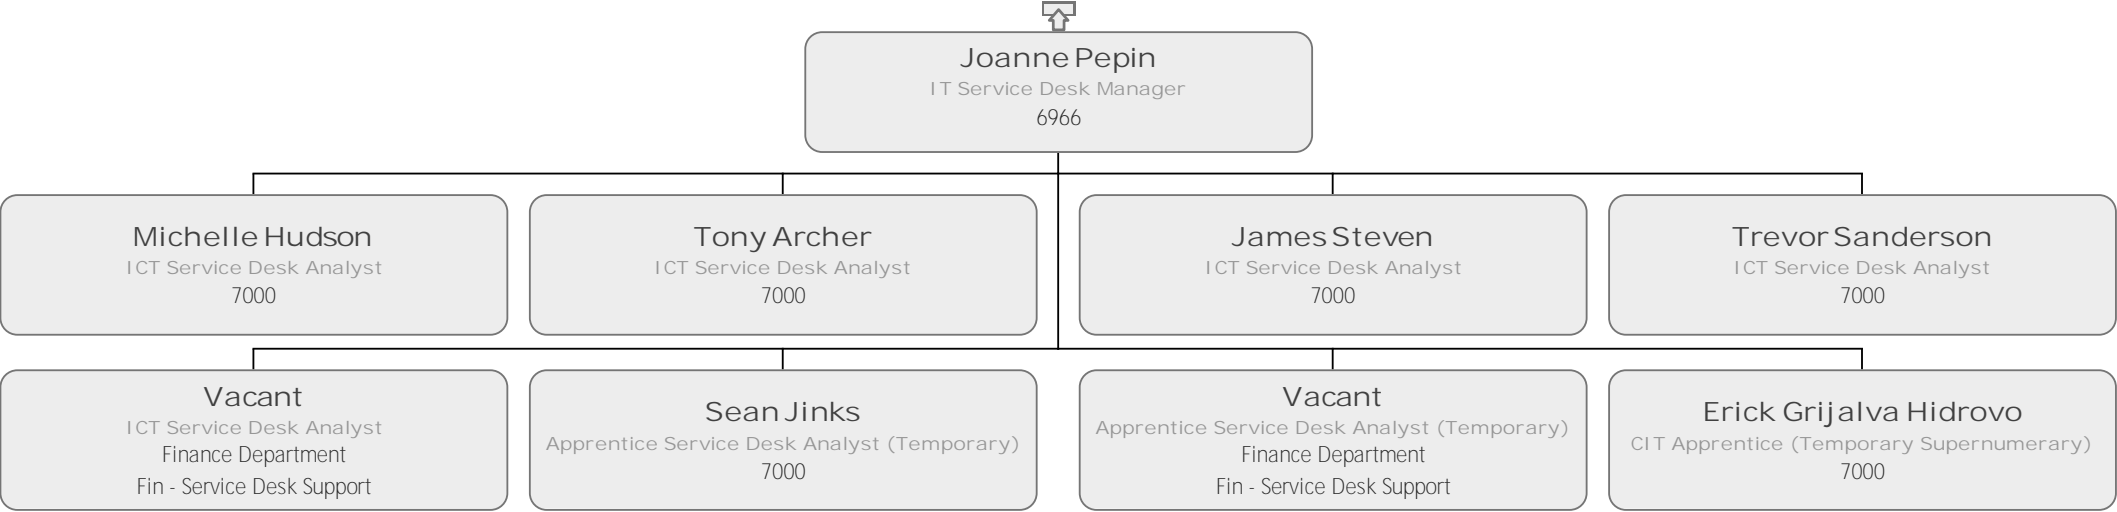 Joanne Pepin
IT Service Desk Manager
6966
Michelle Hudson
ICT Service Desk Analyst
7000
Tony Archer
ICT Service Desk Analyst
7000
James Steven
ICT Service Desk Analyst
7000
Trevor Sanderson
ICT Service Desk Analyst
7000
Vacant
ICT Service Desk Analyst
Finance Department
Fin - Service Desk Support
Sean Jinks
Apprentice Service Desk Analyst (Temporary)
7000
Vacant
Apprentice Service Desk Analyst (Temporary)
Finance Department
Fin - Service Desk Support
Erick Grijalva Hidrovo
CIT Apprentice (Temporary Supernumerary)
7000